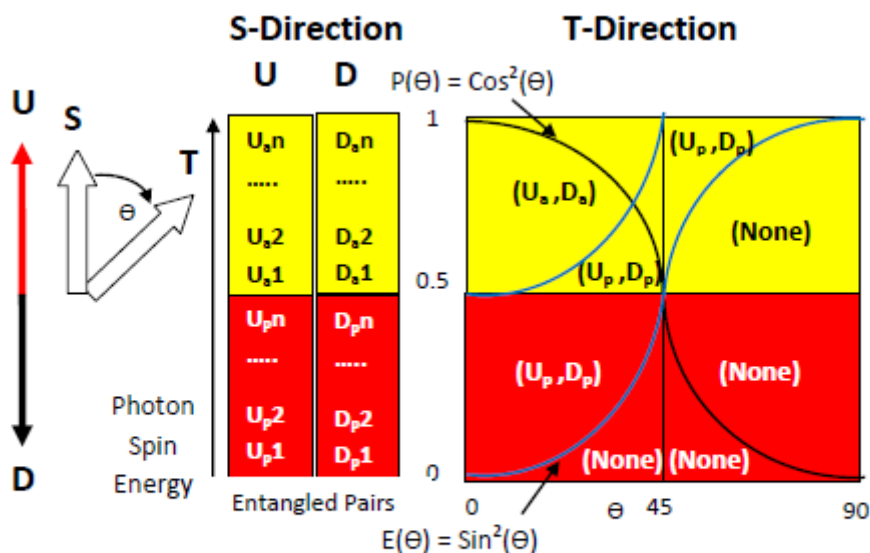 S-Direction
T-Direction
U D
P(Ɵ) = Cos²(Ɵ)
U
S
T
Ɵ
Uₐn Dₐn
..... .....
Uₐ2 Dₐ2
Uₐ1 Dₐ1
Uₚn Dₚn
..... .....
Uₚ2 Dₚ2
Uₚ1 Dₚ1
Photon
Spin
Energy
D
Entangled Pairs
1
0.5
0
(Uₐ,Dₐ)
(Uₚ,Dₚ)
(None)
(Uₚ,Dₚ)
(Uₚ,Dₚ)
(None)
(None) (None)
0 Ɵ 45 90
E(Ɵ) = Sin²(Ɵ)